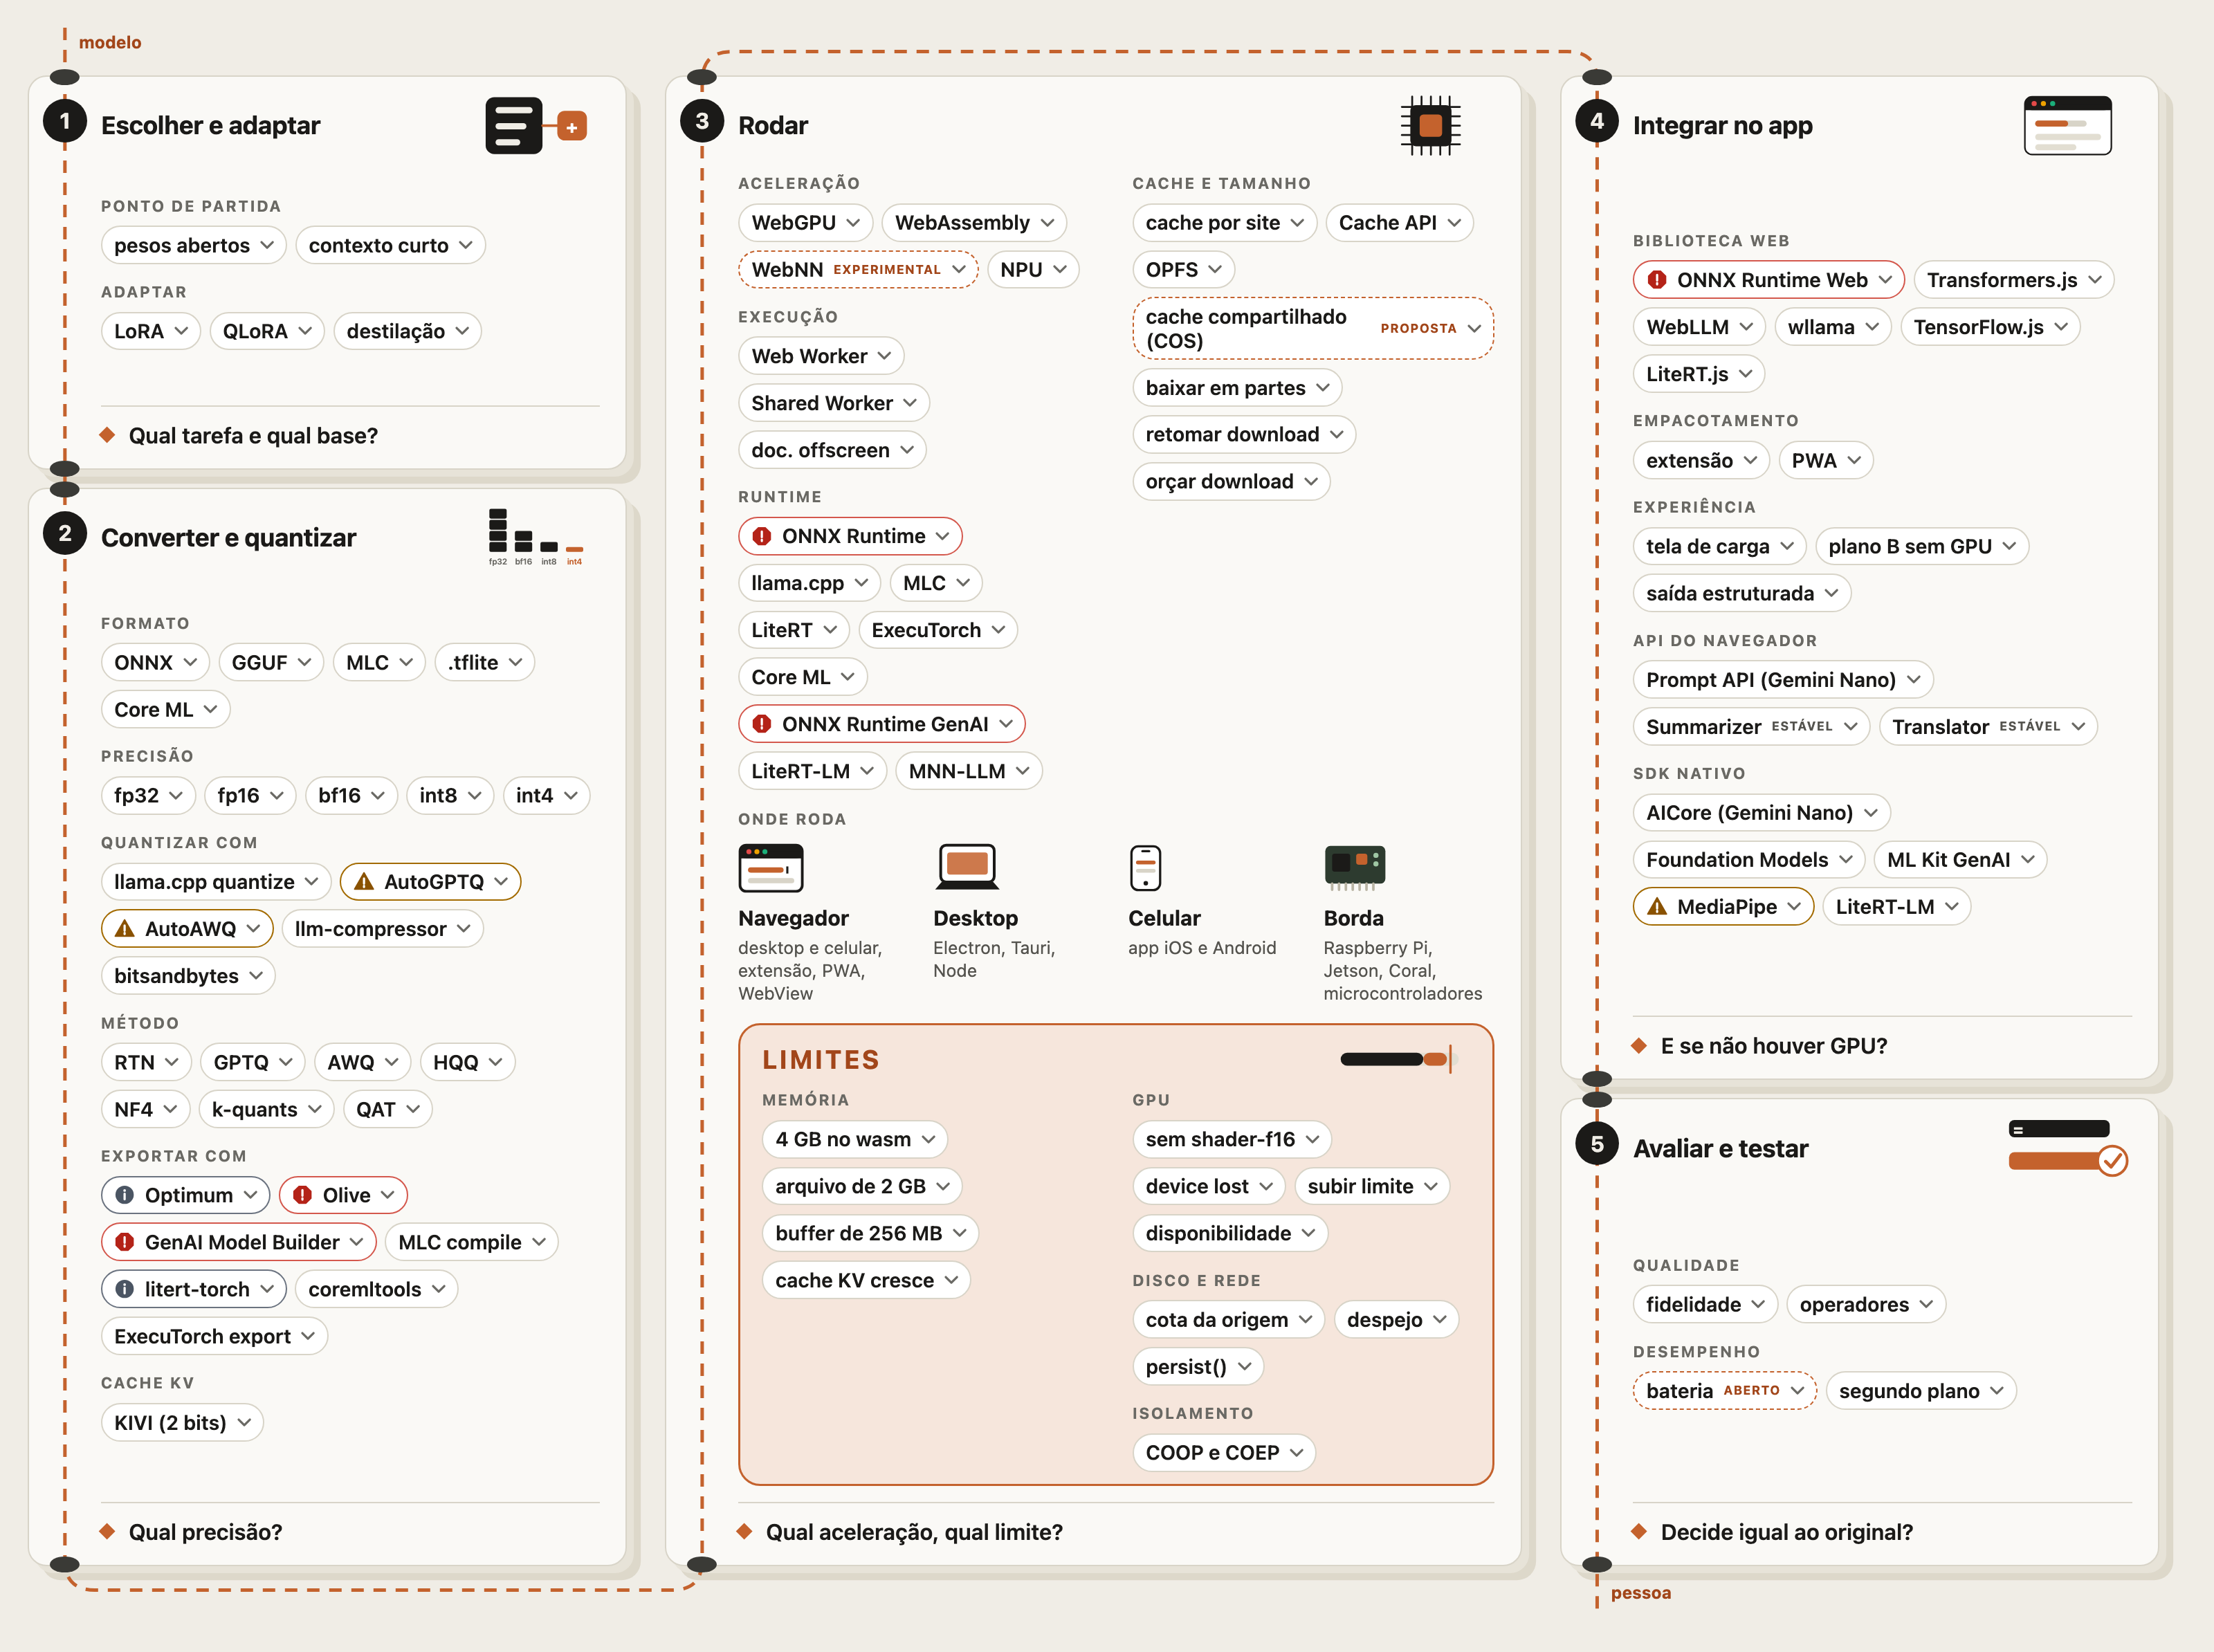 modelo
1
Escolher e adaptar
+
PONTO DE PARTIDA
pesos abertos
contexto curto
ADAPTAR
LoRA
QLoRA
destilação
Qual tarefa e qual base?
2
Converter e quantizar
fp32 bf16 int8 int4
FORMATO
ONNX
GGUF
MLC
.tflite
Core ML
PRECISÃO
fp32
fp16
bf16
int8
int4
QUANTIZAR COM
llama.cpp quantize
AutoGPTQ
AutoAWQ
llm-compressor
bitsandbytes
MÉTODO
RTN
GPTQ
AWQ
HQQ
NF4
k-quants
QAT
EXPORTAR COM
Optimum
Olive
GenAI Model Builder
MLC compile
litert-torch
coremltools
ExecuTorch export
CACHE KV
KIVI (2 bits)
Qual precisão?
3
Rodar
ACELERAÇÃO
WebGPU
WebAssembly
WebNN EXPERIMENTAL
NPU
EXECUÇÃO
Web Worker
Shared Worker
doc. offscreen
RUNTIME
ONNX Runtime
llama.cpp
MLC
LiteRT
ExecuTorch
Core ML
ONNX Runtime GenAI
LiteRT-LM
MNN-LLM
CACHE E TAMANHO
cache por site
Cache API
OPFS
cache compartilhado
(COS)
PROPOSTA
baixar em partes
retomar download
orçar download
ONDE RODA
Navegador
desktop e celular,
extensão, PWA,
WebView
Desktop
Electron, Tauri,
Node
Celular
app iOS e Android
Borda
Raspberry Pi,
Jetson, Coral,
microcontroladores
LIMITES
MEMÓRIA
4 GB no wasm
arquivo de 2 GB
buffer de 256 MB
cache KV cresce
GPU
sem shader-f16
device lost
subir limite
disponibilidade
DISCO E REDE
cota da origem
despejo
persist()
ISOLAMENTO
COOP e COEP
Qual aceleração, qual limite?
4
Integrar no app
BIBLIOTECA WEB
ONNX Runtime Web
Transformers.js
WebLLM
wllama
TensorFlow.js
LiteRT.js
EMPACOTAMENTO
extensão
PWA
EXPERIÊNCIA
tela de carga
plano B sem GPU
saída estruturada
API DO NAVEGADOR
Prompt API (Gemini Nano)
Summarizer ESTÁVEL
Translator ESTÁVEL
SDK NATIVO
AICore (Gemini Nano)
Foundation Models
ML Kit GenAI
MediaPipe
LiteRT-LM
E se não houver GPU?
5
Avaliar e testar
=
QUALIDADE
fidelidade
operadores
DESEMPENHO
bateria ABERTO
segundo plano
Decide igual ao original?
pessoa